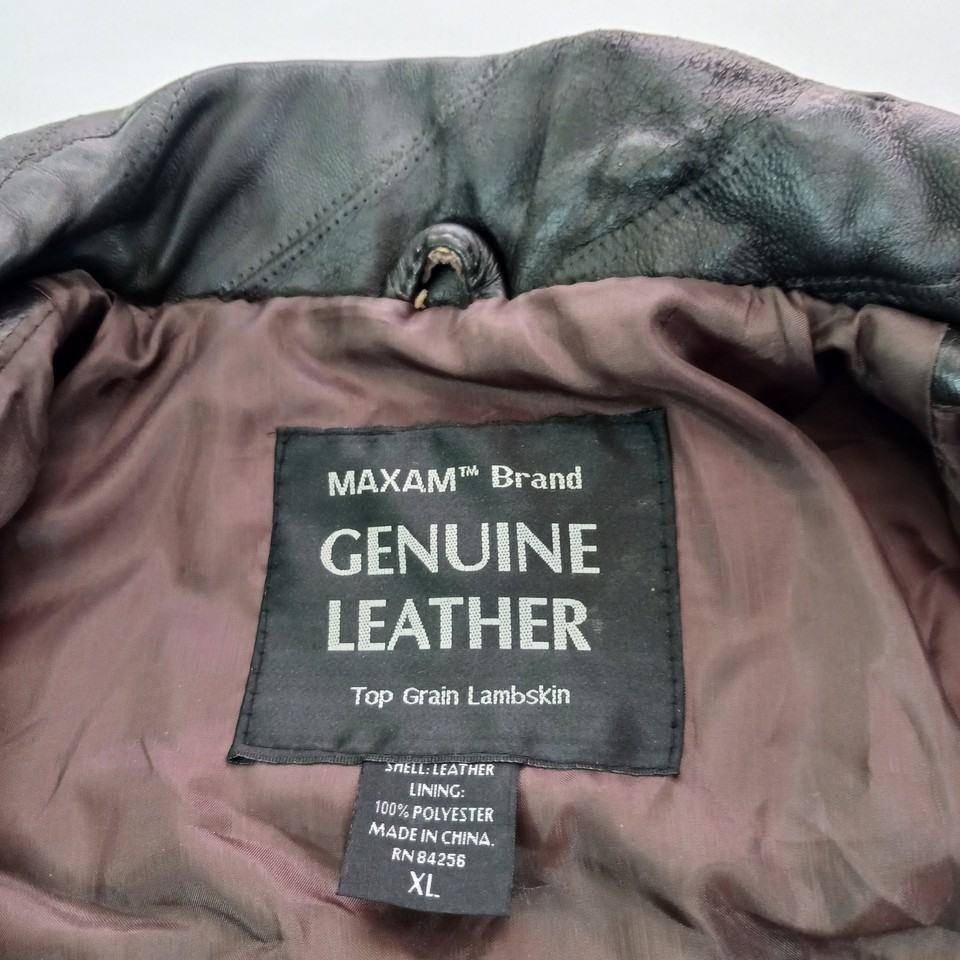 MAXAM™ Brand
GENUINE
LEATHER
Top Grain Lambskin
SHELL: LEATHER
LINING:
100% POLYESTER
MADE IN CHINA.
RN 84256
XL